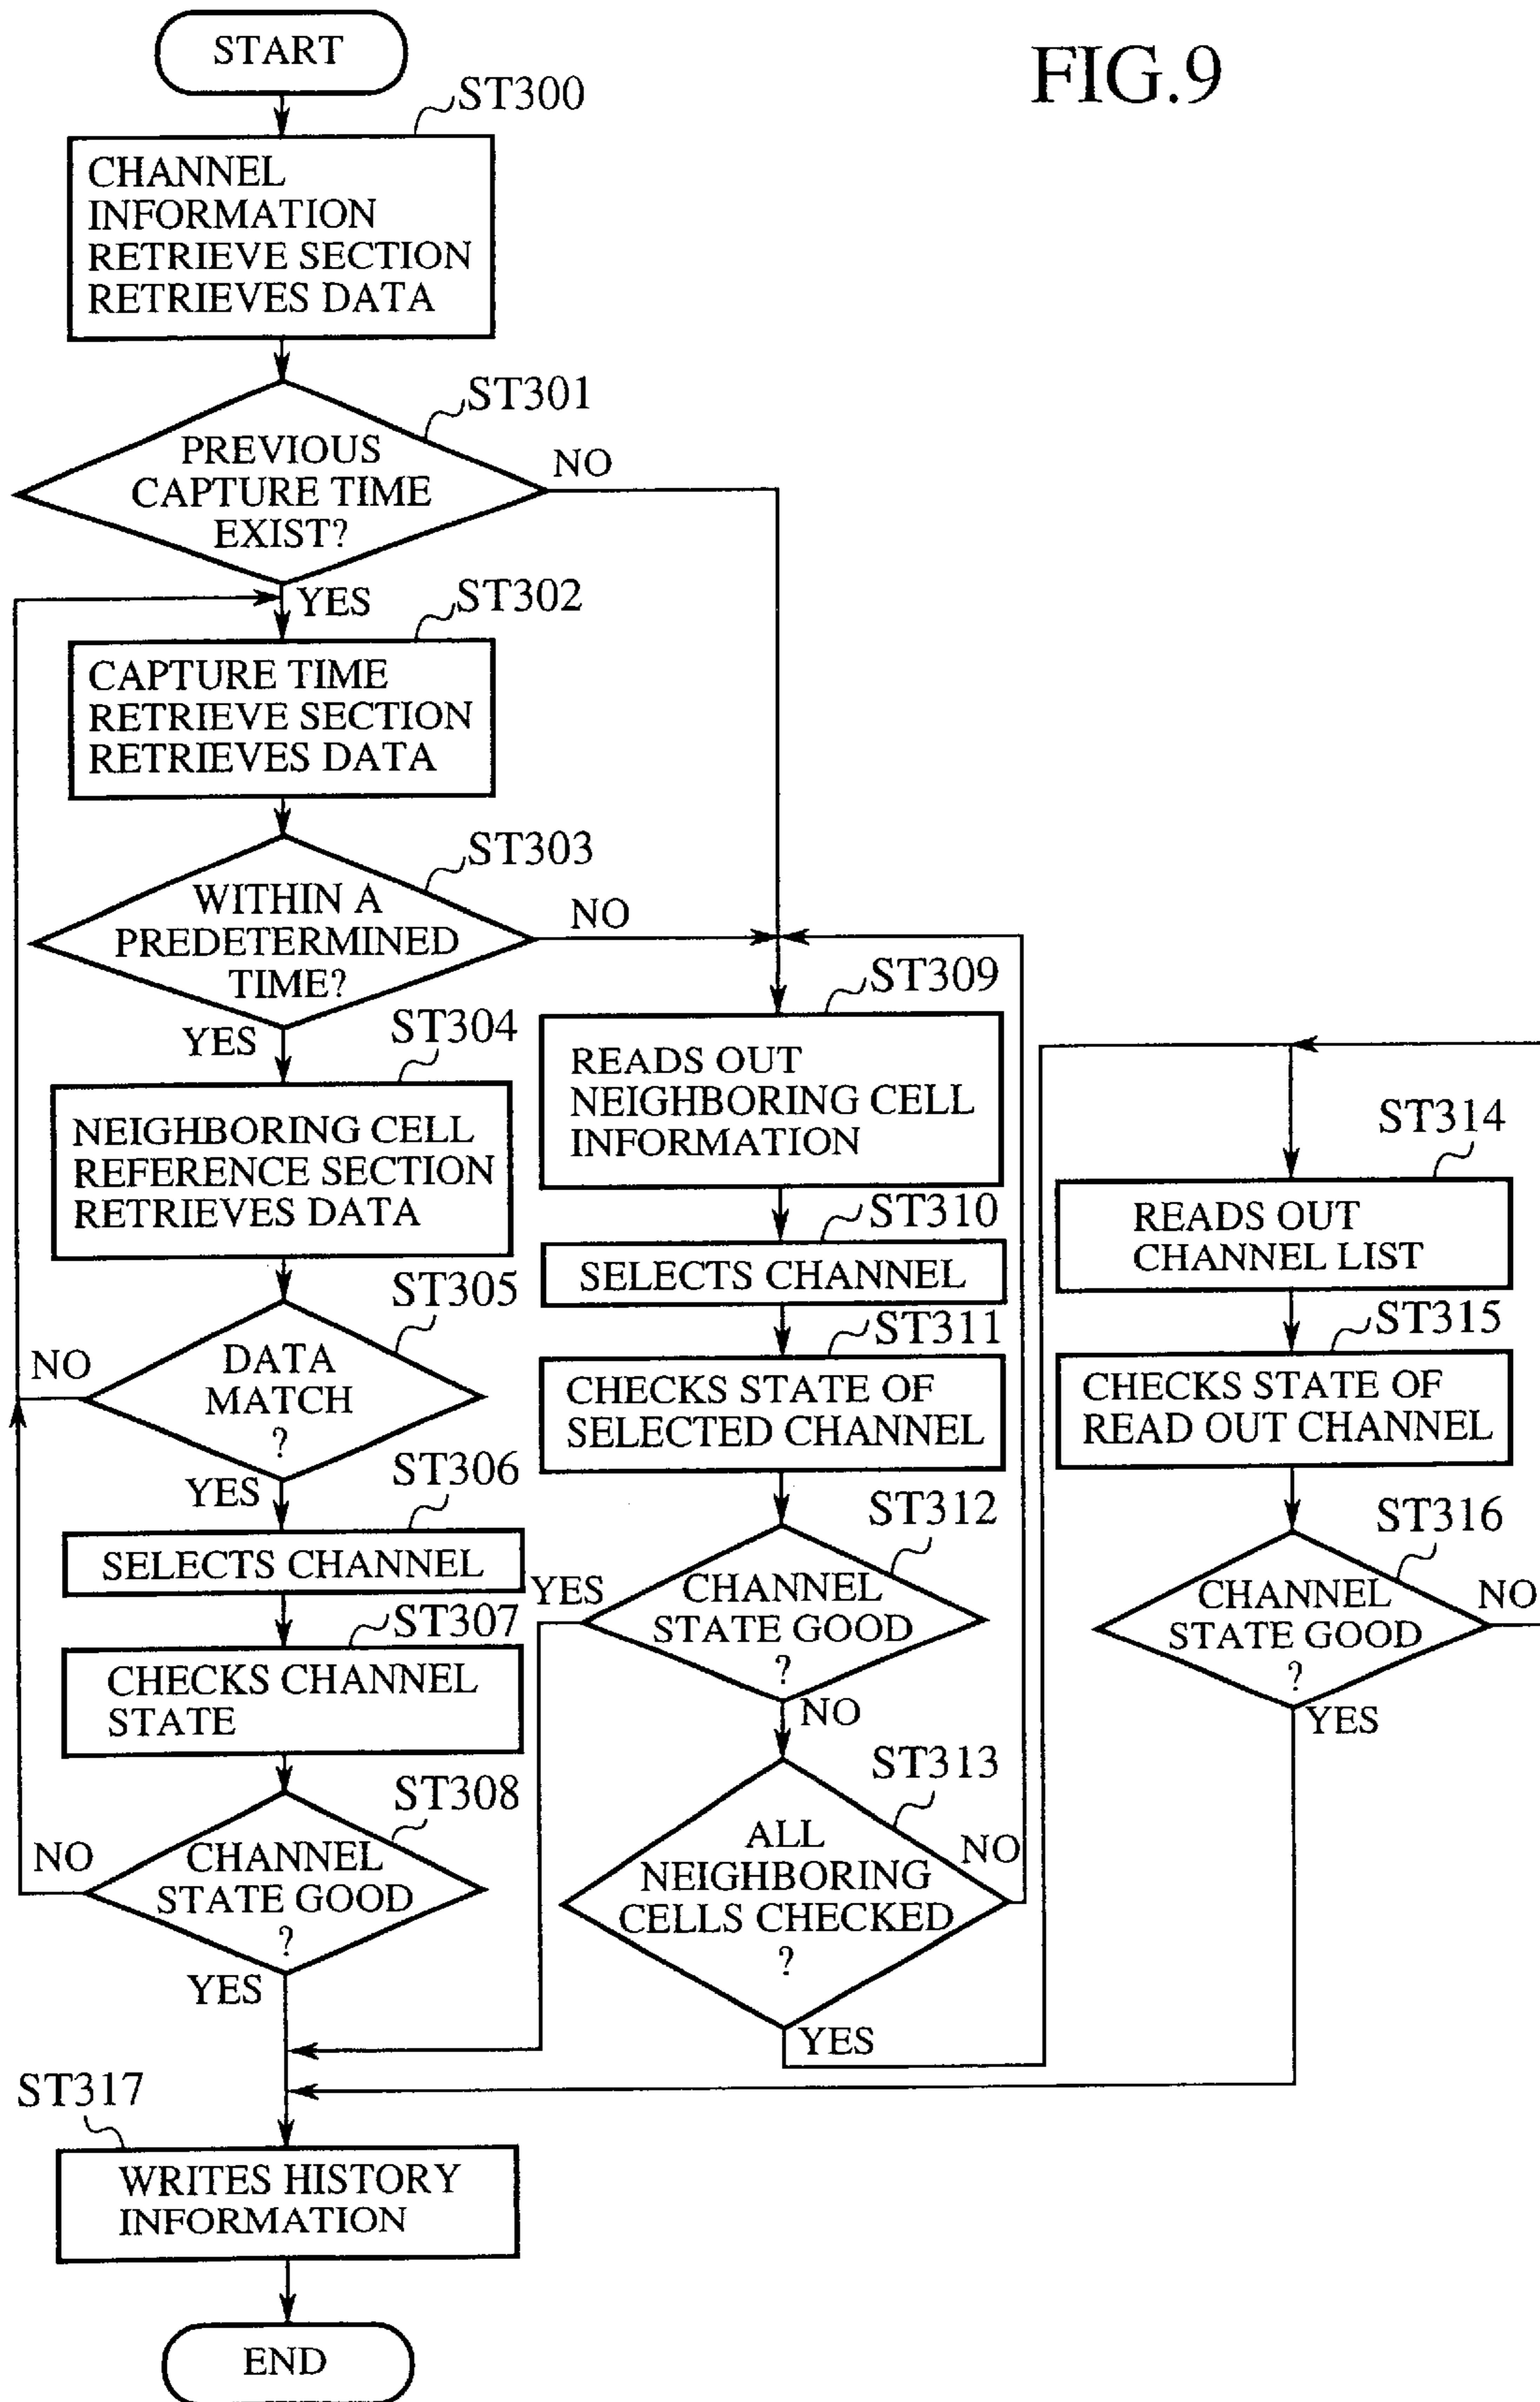 START
FIG.9
ST300
CHANNEL
INFORMATION
RETRIEVE SECTION
RETRIEVES DATA
ST301
PREVIOUS
CAPTURE TIME
EXIST?
NO
YES
ST302
CAPTURE TIME
RETRIEVE SECTION
RETRIEVES DATA
ST303
WITHIN A
PREDETERMINED
TIME?
NO
YES
ST304
NEIGHBORING CELL
REFERENCE SECTION
RETRIEVES DATA
ST305
DATA
MATCH
?
NO
YES
ST306
SELECTS CHANNEL
ST307
CHECKS CHANNEL
STATE
ST308
CHANNEL
STATE GOOD
?
NO
YES
ST309
READS OUT
NEIGHBORING CELL
INFORMATION
ST310
SELECTS CHANNEL
ST311
CHECKS STATE OF
SELECTED CHANNEL
ST312
CHANNEL
STATE GOOD
?
YES
NO
ST313
ALL
NEIGHBORING
CELLS CHECKED
?
NO
YES
ST314
READS OUT
CHANNEL LIST
ST315
CHECKS STATE OF
READ OUT CHANNEL
ST316
CHANNEL
STATE GOOD
?
NO
YES
ST317
WRITES HISTORY
INFORMATION
END